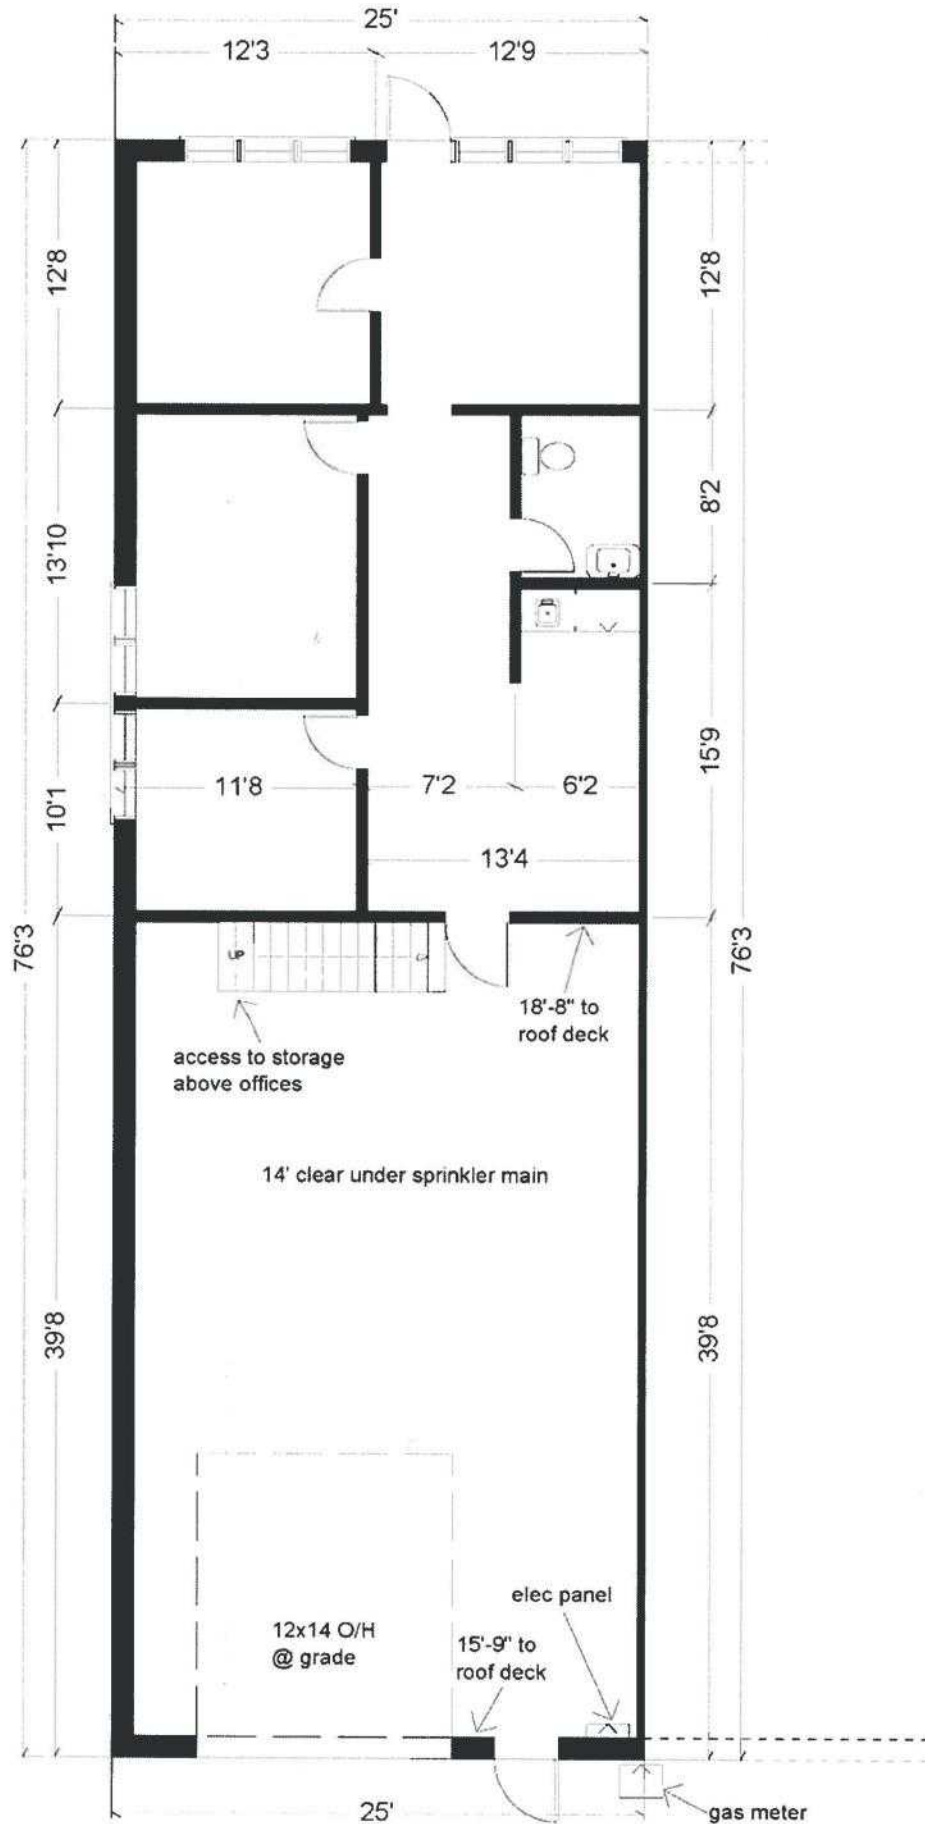 25'
12'3
12'9
12'8
12'8
8'2
13'10
15'9
11'8
7'2
6'2
10'1
13'4
76'3
76'3
UP
18'-8" to
roof deck
access to storage
above offices
14' clear under sprinkler main
39'8
39'8
elec panel
12x14 O/H
@ grade
15'-9" to
roof deck
25'
gas meter